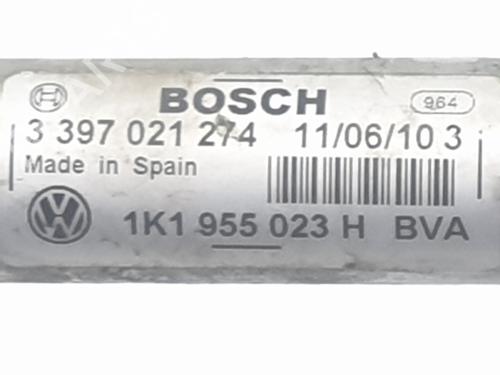 BOSCH 964
3 397 021 274 11/06/10 3
Made in Spain
1K1 955 023 H BVA